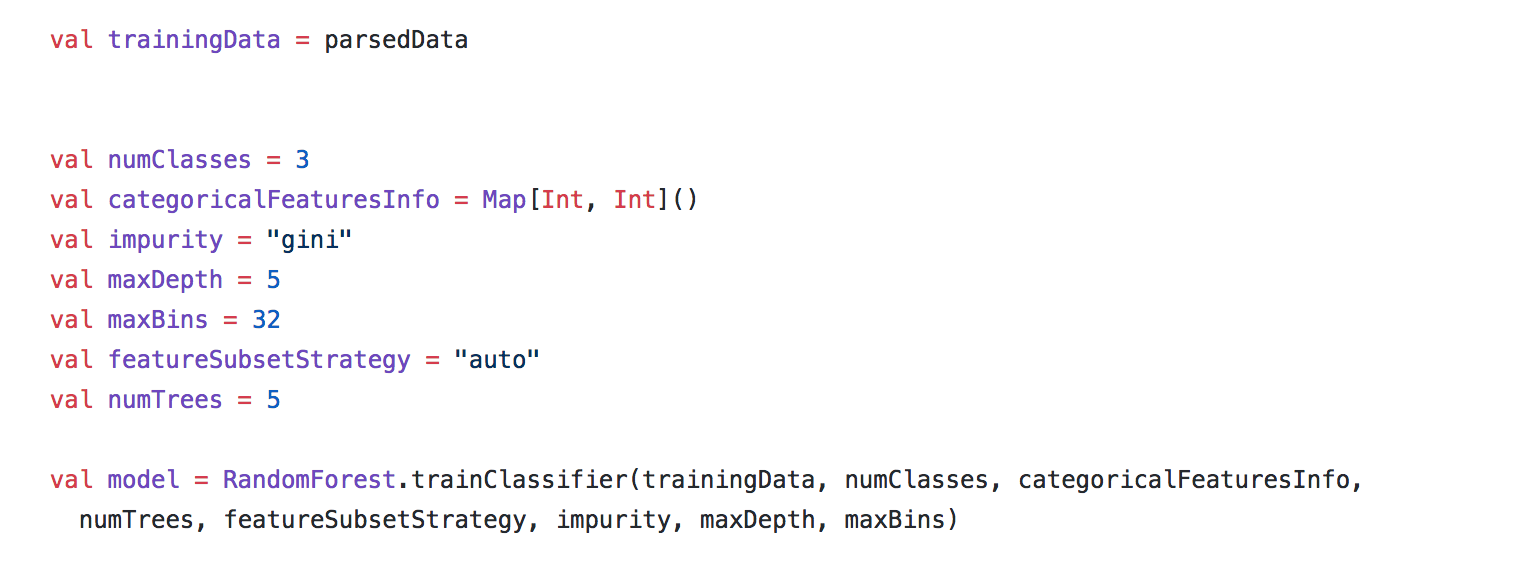 val trainingData = parsedData
val numClasses = 3
val categoricalFeaturesInfo = Map[Int, Int]()
val impurity = "gini"
val maxDepth = 5
val maxBins = 32
val featureSubsetStrategy = "auto"
val numTrees = 5
val model = RandomForest.trainClassifier(trainingData, numClasses, categoricalFeaturesInfo,
numTrees, featureSubsetStrategy, impurity, maxDepth, maxBins)